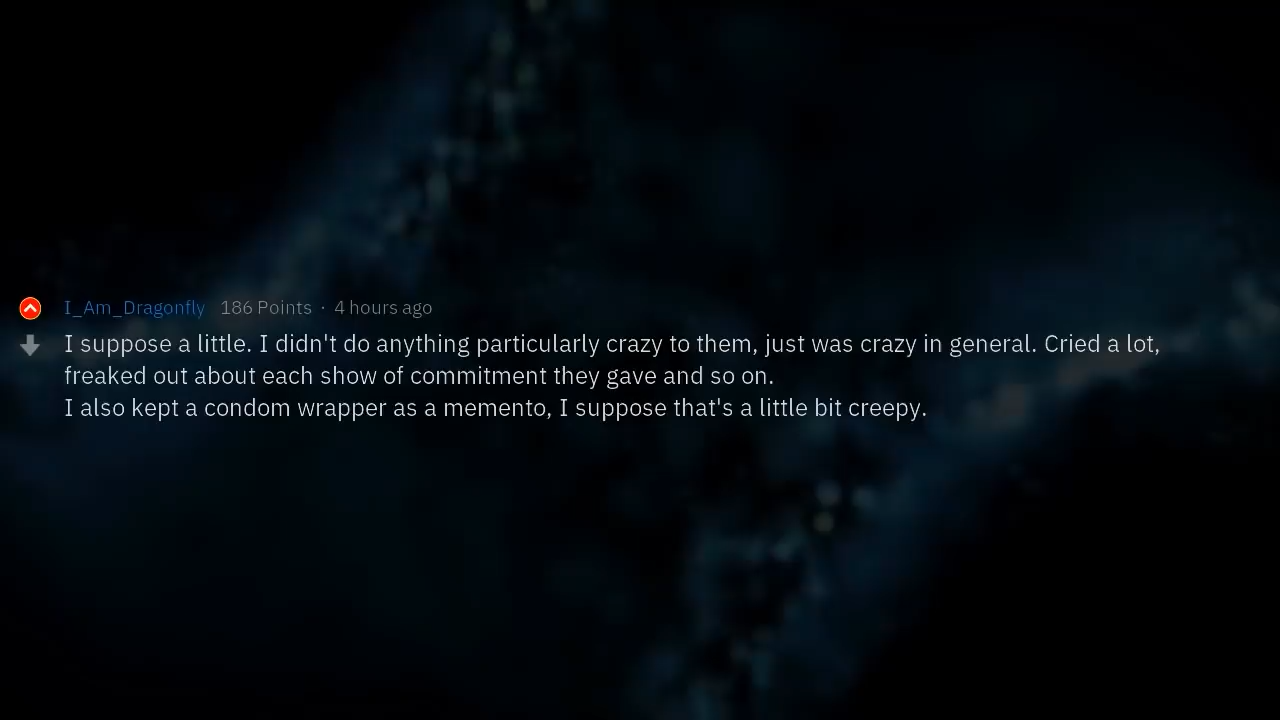 I_Am_Dragonfly 186 Points · 4 hours ago
I suppose a little. I didn't do anything particularly crazy to them, just was crazy in general. Cried a lot,
freaked out about each show of commitment they gave and so on.
I also kept a condom wrapper as a memento, I suppose that's a little bit creepy.